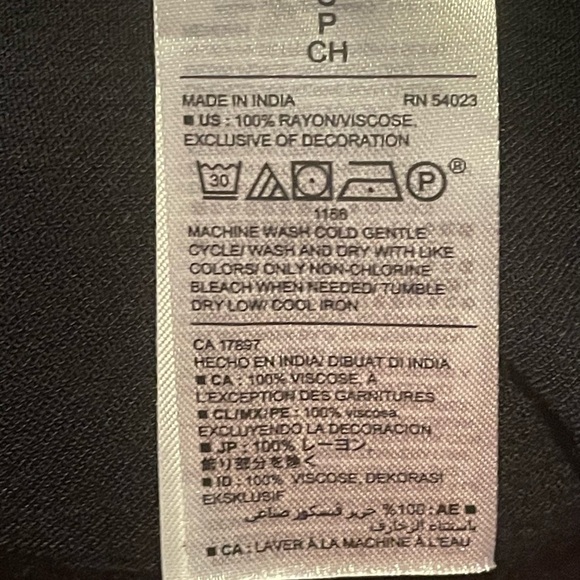 P
CH
MADE IN INDIA RN 54023
■ US : 100% RAYON/VISCOSE,
EXCLUSIVE OF DECORATION
30 P ®
1166
MACHINE WASH COLD GENTLE
CYCLE/ WASH AND DRY WITH LIKE
COLORS/ ONLY NON-CHLORINE
BLEACH WHEN NEEDED/ TUMBLE
DRY LOW/ COOL IRON
CA 17897
HECHO EN INDIA/ DIBUAT DI INDIA
■ CA : 100% VISCOSE, À
L'EXCEPTION DES GARNITURES
■ CL/MX/PE : 100% viscosa,
EXCLUYENDO LA DECORACION
■ JP : 100% レーヨン,
飾り部分を除く
■ ID : 100% VISCOSE, DEKORASI
EKSKLUSIF
■ AE : 100% حرير فيسكوز صناعي
باستثناء الزخارف
■ CA : LAVER À LA MACHINE À L'EAU